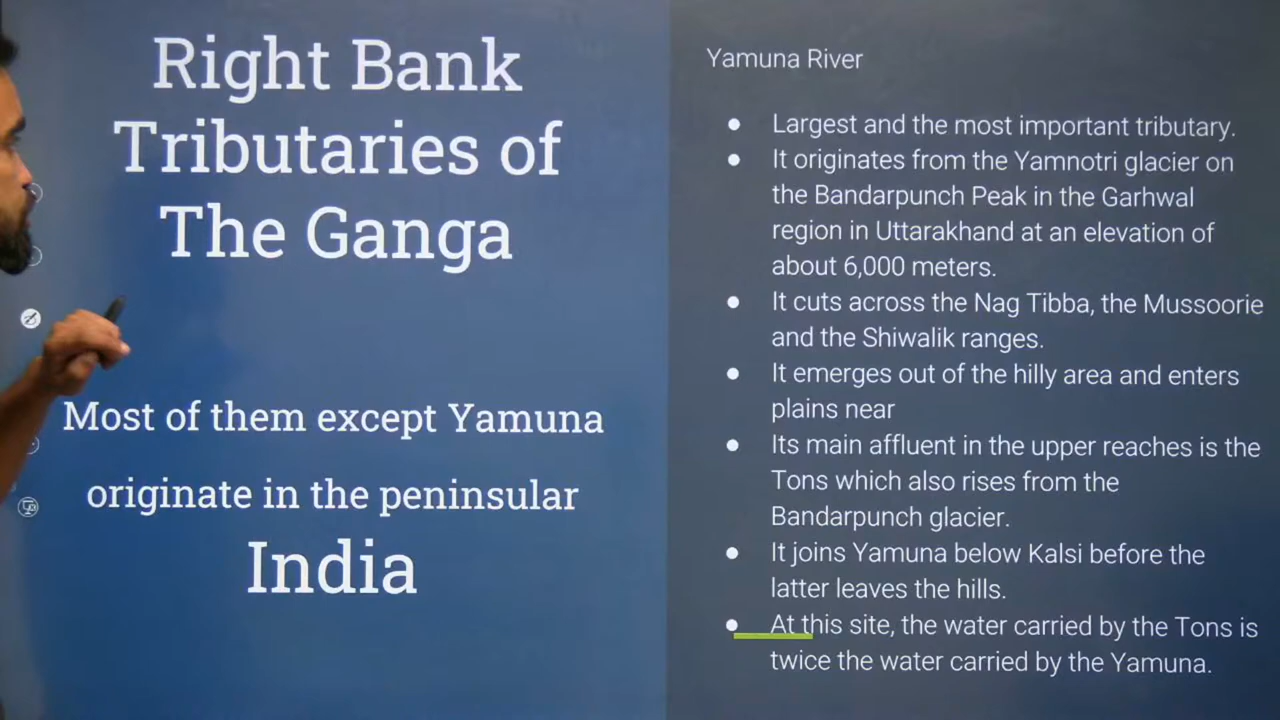 Right Bank
Tributaries of
The Ganga
Most of them except Yamuna
originate in the peninsular
India
Yamuna River
● Largest and the most important tributary.
● It originates from the Yamnotri glacier on
the Bandarpunch Peak in the Garhwal
region in Uttarakhand at an elevation of
about 6,000 meters.
● It cuts across the Nag Tibba, the Mussoorie
and the Shiwalik ranges.
● It emerges out of the hilly area and enters
plains near
● Its main affluent in the upper reaches is the
Tons which also rises from the
Bandarpunch glacier.
● It joins Yamuna below Kalsi before the
latter leaves the hills.
● At this site, the water carried by the Tons is
twice the water carried by the Yamuna.